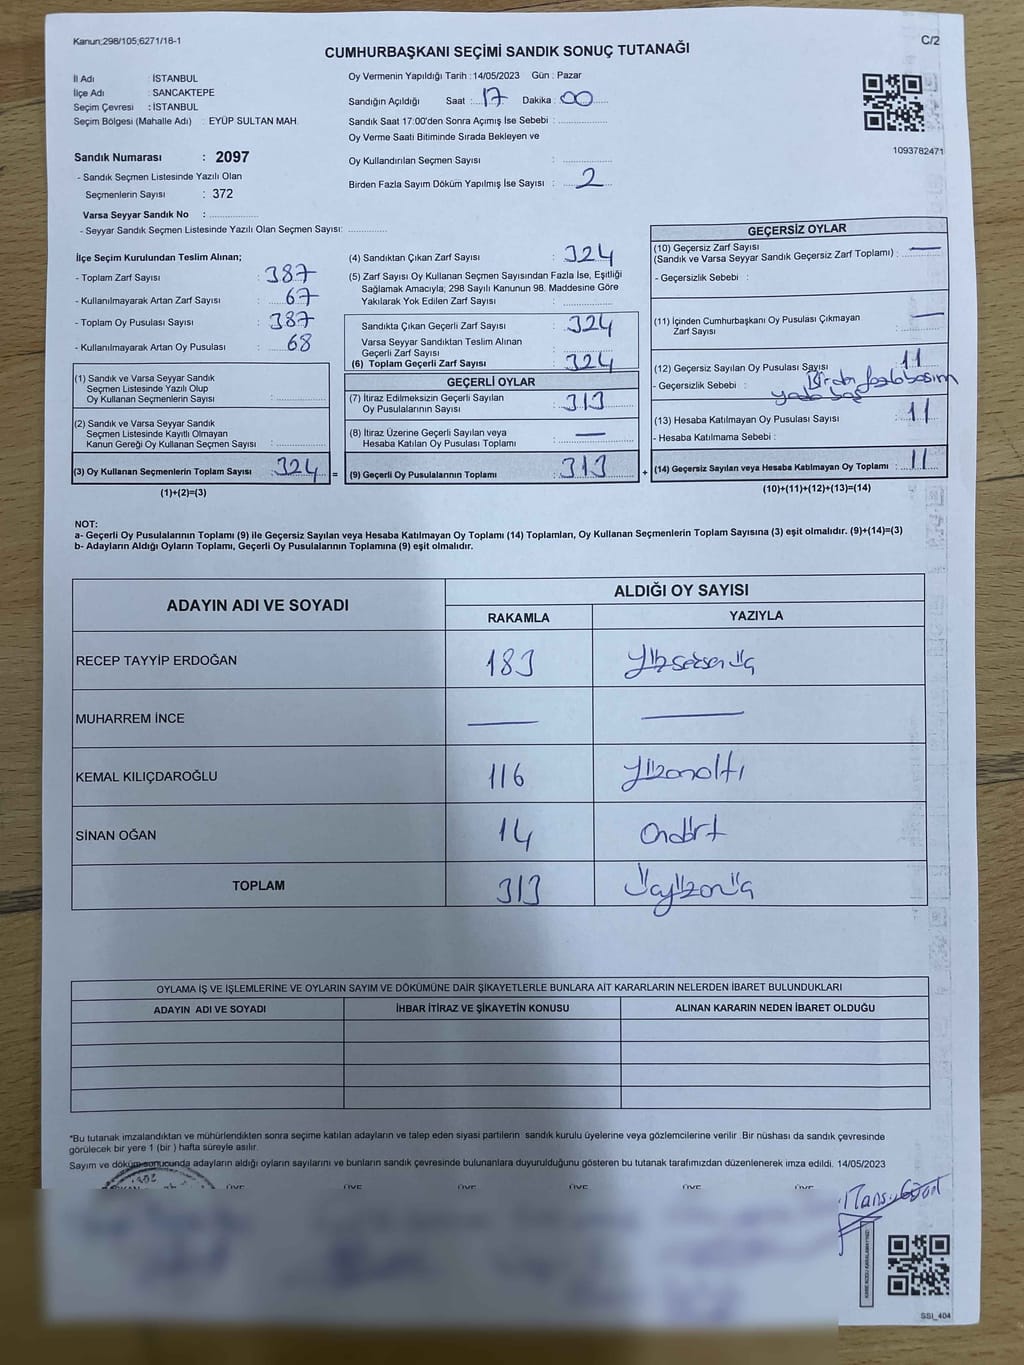 Kanun:298/105;6271/18-1
C/2
CUMHURBAŞKANI SEÇİMİ SANDIK SONUÇ TUTANAĞI
İl Adı : İSTANBUL
İlçe Adı : SANCAKTEPE
Seçim Çevresi : İSTANBUL
Seçim Bölgesi (Mahalle Adı) : EYÜP SULTAN MAH.
Sandık Numarası : 2097
- Sandık Seçmen Listesinde Yazılı Olan
Seçmenlerin Sayısı : 372
Varsa Seyyar Sandık No :
- Seyyar Sandık Seçmen Listesinde Yazılı Olan Seçmen Sayısı:
Oy Vermenin Yapıldığı Tarih : 14/05/2023 Gün : Pazar
Sandığın Açıldığı Saat : 17 Dakika : 00
Sandık Saat 17:00'den Sonra Açımış İse Sebebi :
Oy Verme Saati Bitiminde Sırada Bekleyen ve
Oy Kullandırılan Seçmen Sayısı :
Birden Fazla Sayım Döküm Yapılmış İse Sayısı : 2
1093782471
İlçe Seçim Kurulundan Teslim Alınan;
- Toplam Zarf Sayısı : 387
- Kullanılmayarak Artan Zarf Sayısı : 67
- Toplam Oy Pusulası Sayısı : 387
- Kullanılmayarak Artan Oy Pusulası : 68
(1) Sandık ve Varsa Seyyar Sandık
Seçmen Listesinde Yazılı Olup
Oy Kullanan Seçmenlerin Sayısı :
(2) Sandık ve Varsa Seyyar Sandık
Seçmen Listesinde Kayıtlı Olmayan
Kanun Gereği Oy Kullanan Seçmen Sayısı :
(3) Oy Kullanan Seçmenlerin Toplam Sayısı : 324 =
(1)+(2)=(3)
(4) Sandıktan Çıkan Zarf Sayısı : 324
(5) Zarf Sayısı Oy Kullanan Seçmen Sayısından Fazla İse, Eşitliği
Sağlamak Amacıyla; 298 Sayılı Kanunun 98. Maddesine Göre
Yakılarak Yok Edilen Zarf Sayısı :
Sandıkta Çıkan Geçerli Zarf Sayısı : 324
Varsa Seyyar Sandıktan Teslim Alınan
Geçerli Zarf Sayısı :
(6) Toplam Geçerli Zarf Sayısı : 324
GEÇERLİ OYLAR
(7) İtiraz Edilmeksizin Geçerli Sayılan
Oy Pusulalarının Sayısı : 313
(8) İtiraz Üzerine Geçerli Sayılan veya
Hesaba Katılan Oy Pusulası Toplamı : —
(9) Geçerli Oy Pusulalarının Toplamı : 313 +
GEÇERSİZ OYLAR
(10) Geçersiz Zarf Sayısı
(Sandık ve Varsa Seyyar Sandık Geçersiz Zarf Toplamı) : —
- Geçersizlik Sebebi :
(11) İçinden Cumhurbaşkanı Oy Pusulası Çıkmayan
Zarf Sayısı : —
(12) Geçersiz Sayılan Oy Pusulası Sayısı : 11
- Geçersizlik Sebebi : Birden fazla basım
yada boş
(13) Hesaba Katılmayan Oy Pusulası Sayısı : 11
- Hesaba Katılmama Sebebi :
(14) Geçersiz Sayılan veya Hesaba Katılmayan Oy Toplamı : 11
(10)+(11)+(12)+(13)=(14)
NOT:
a- Geçerli Oy Pusulalarının Toplamı (9) ile Geçersiz Sayılan veya Hesaba Katılmayan Oy Toplamı (14) Toplamları, Oy Kullanan Seçmenlerin Toplam Sayısına (3) eşit olmalıdır. (9)+(14)=(3)
b- Adayların Aldığı Oyların Toplamı, Geçerli Oy Pusulalarının Toplamına (9) eşit olmalıdır.
ADAYIN ADI VE SOYADI ALDIĞI OY SAYISI
RAKAMLA YAZIYLA
RECEP TAYYİP ERDOĞAN 183 Yüzseksenüç
MUHARREM İNCE — —
KEMAL KILIÇDAROĞLU 116 Yüzonaltı
SİNAN OĞAN 14 Ondört
TOPLAM 313 Üçyüzonüç
OYLAMA İŞ VE İŞLEMLERİNE VE OYLARIN SAYIM VE DÖKÜMÜNE DAİR ŞİKAYETLERLE BUNLARA AİT KARARLARIN NELERDEN İBARET BULUNDUKLARI
ADAYIN ADI VE SOYADI İHBAR İTİRAZ VE ŞİKAYETİN KONUSU ALINAN KARARIN NEDEN İBARET OLDUĞU
*Bu tutanak imzalandıktan ve mühürlendikten sonra seçime katılan adayların ve talep eden siyasi partilerin sandık kurulu üyelerine veya gözlemcilerine verilir. Bir nüshası da sandık çevresinde
görülecek bir yere 1 (bir ) hafta süreyle asılır.
Sayım ve döküm sonucunda adayların aldığı oyların sayılarını ve bunların sandık çevresinde bulunanlara duyurulduğunu gösteren bu tutanak tarafımızdan düzenlenerek imza edildi. 14/05/2023
ÜYE ÜYE ÜYE ÜYE ÜYE ÜYE
SSI_404